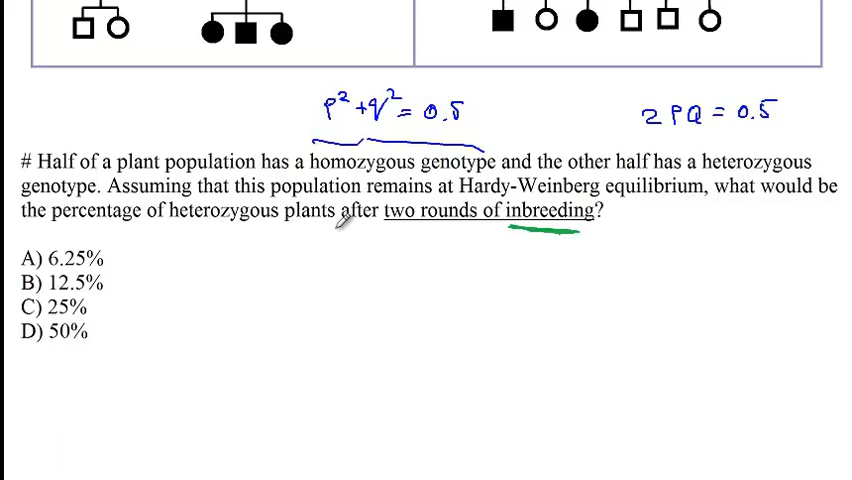 p² + q² = 0.5
2PQ = 0.5
# Half of a plant population has a homozygous genotype and the other half has a heterozygous
genotype. Assuming that this population remains at Hardy-Weinberg equilibrium, what would be
the percentage of heterozygous plants after two rounds of inbreeding?
A) 6.25%
B) 12.5%
C) 25%
D) 50%